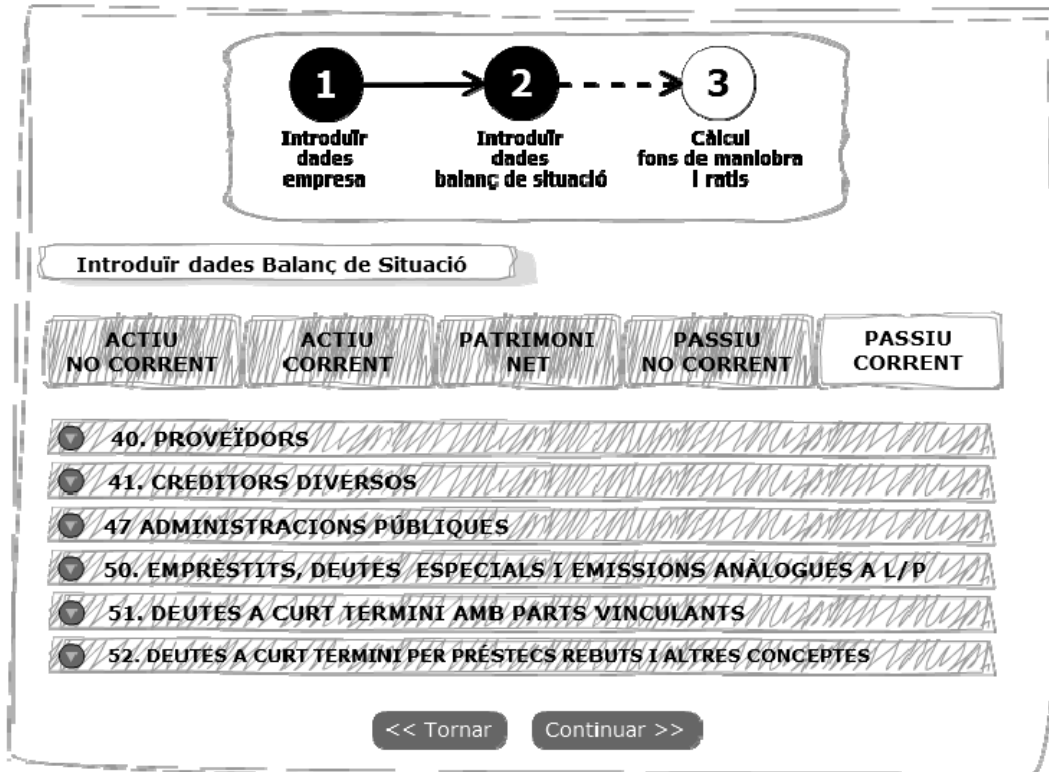 1
2
3
Introduïr
dades
empresa
Introduïr
dades
balanç de situació
Càlcul
fons de maniobra
i ratis
Introduïr dades Balanç de Situació
ACTIU
NO CORRENT
ACTIU
CORRENT
PATRIMONI
NET
PASSIU
NO CORRENT
PASSIU
CORRENT
40. PROVEÏDORS
41. CREDITORS DIVERSOS
47 ADMINISTRACIONS PÚBLIQUES
50. EMPRÈSTITS, DEUTES ESPECIALS I EMISSIONS ANÀLOGUES A L/P
51. DEUTES A CURT TERMINI AMB PARTS VINCULANTS
52. DEUTES A CURT TERMINI PER PRÉSTECS REBUTS I ALTRES CONCEPTES
<< Tornar
Continuar >>